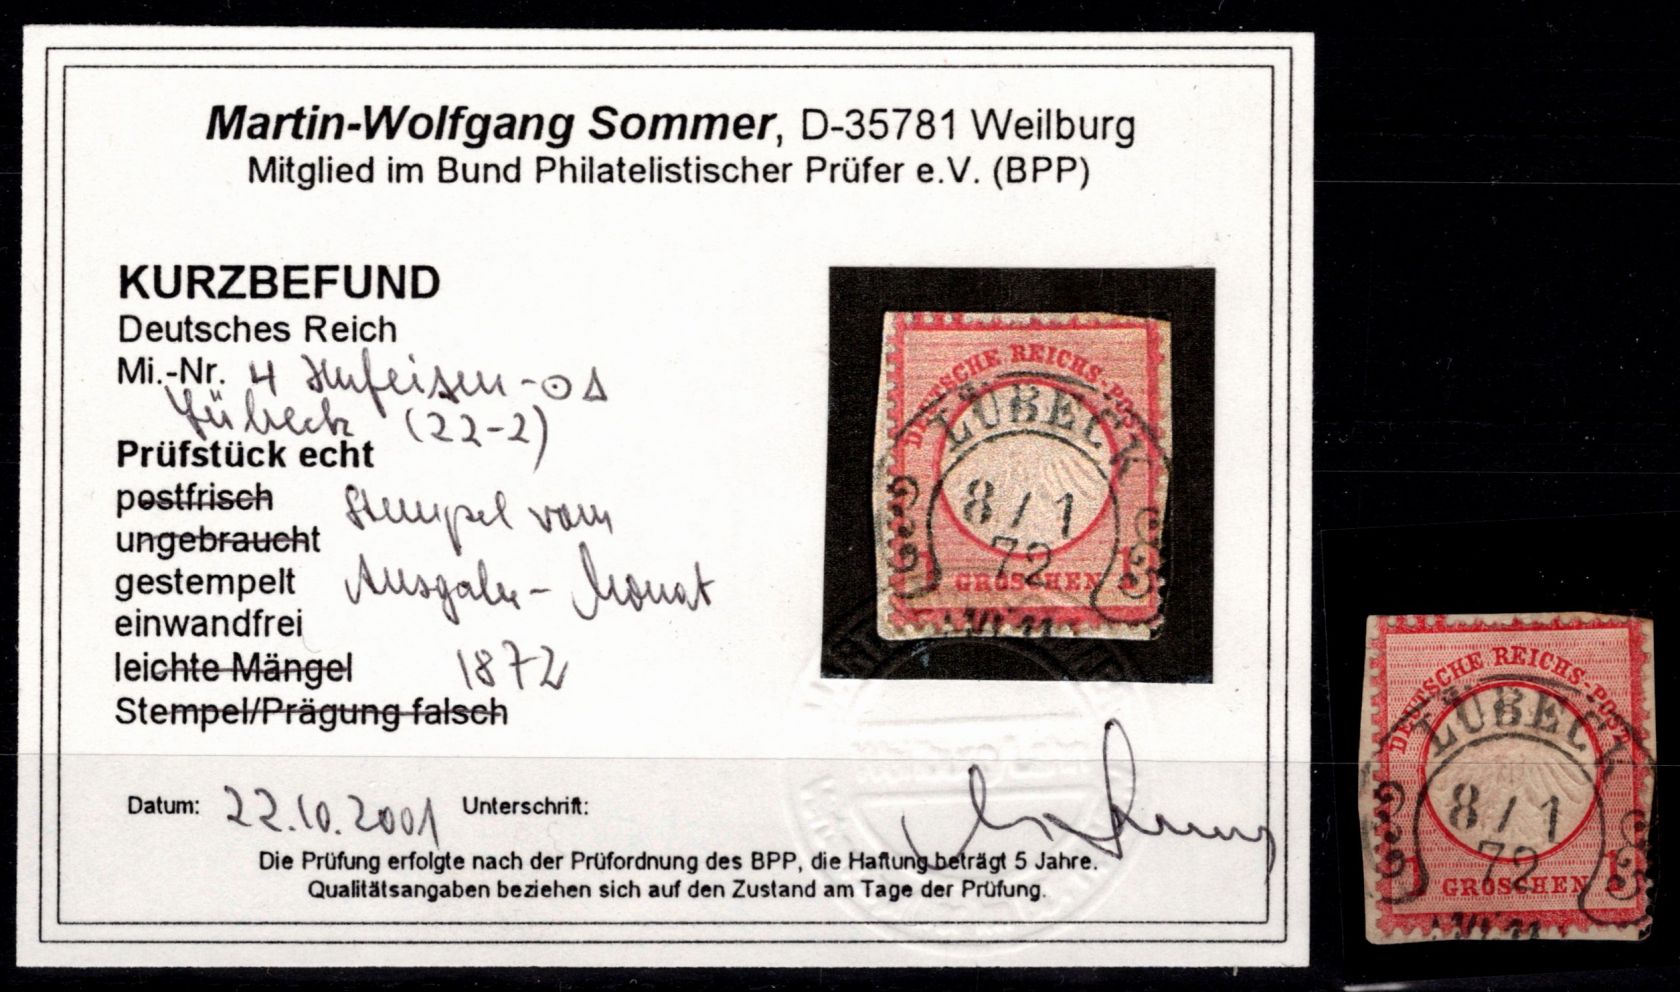 Martin-Wolfgang Sommer, D-35781 Weilburg
Mitglied im Bund Philatelistischer Prüfer e.V. (BPP)
KURZBEFUND
Deutsches Reich
Mi.-Nr. 4 Hufeisen-⊙ Δ
Lübeck (22-2)
Prüfstück echt
postfrisch
ungebraucht
gestempelt
einwandfrei
leichte Mängel
Stempel/Prägung falsch
Stempel vom
Ausgabe-Monat
1872
Datum: 22.10.2001 Unterschrift:
Die Prüfung erfolgte nach der Prüfordnung des BPP, die Haftung beträgt 5 Jahre.
Qualitätsangaben beziehen sich auf den Zustand am Tage der Prüfung.
DEUTSCHE REICHS-POST
LÜBECK
8/1
72
1 1
GROSCHEN
DEUTSCHE REICHS-POST
LÜBECK
8/1
72
1 1
GROSCHEN